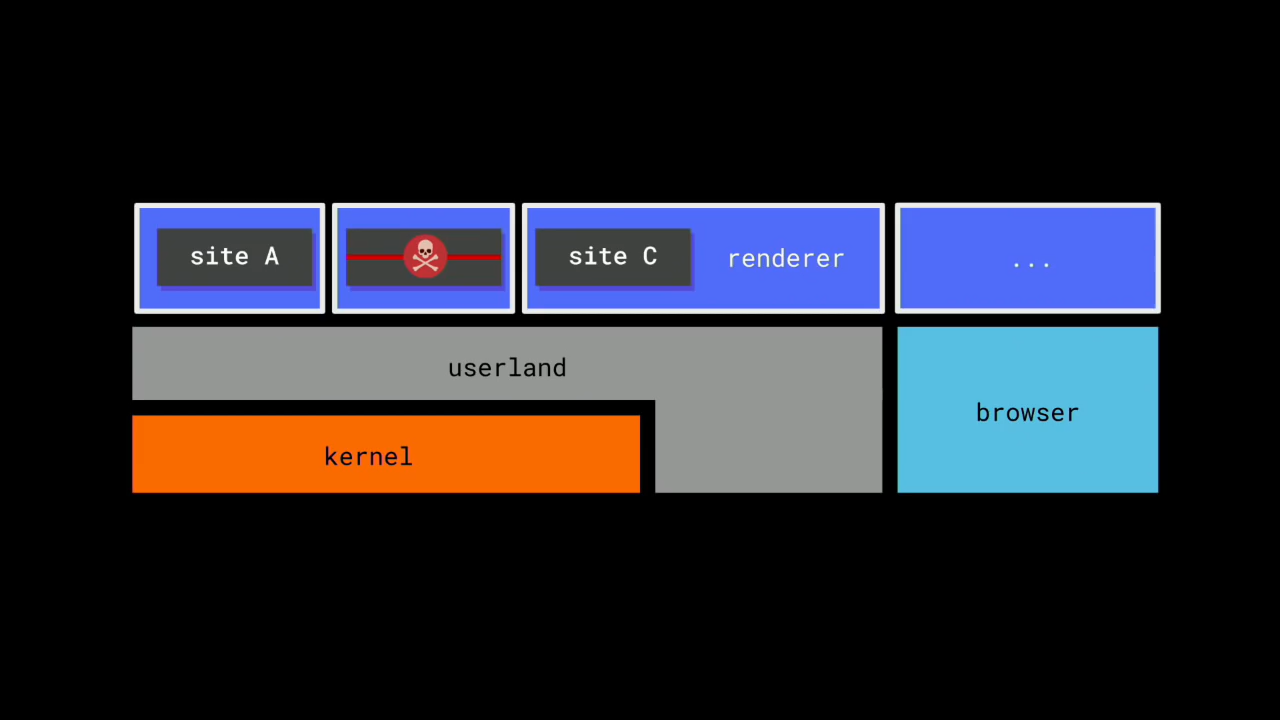 site A
site C
renderer
...
userland
browser
kernel